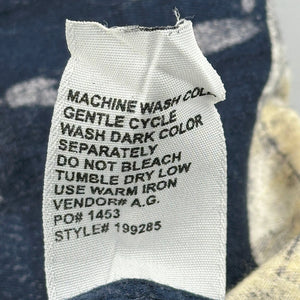 MACHINE WASH COL
GENTLE CYCLE
WASH DARK COLOR
SEPARATELY
DO NOT BLEACH
TUMBLE DRY LOW
USE WARM IRON
VENDOR# A.G.
PO# 1453
STYLE# 199285